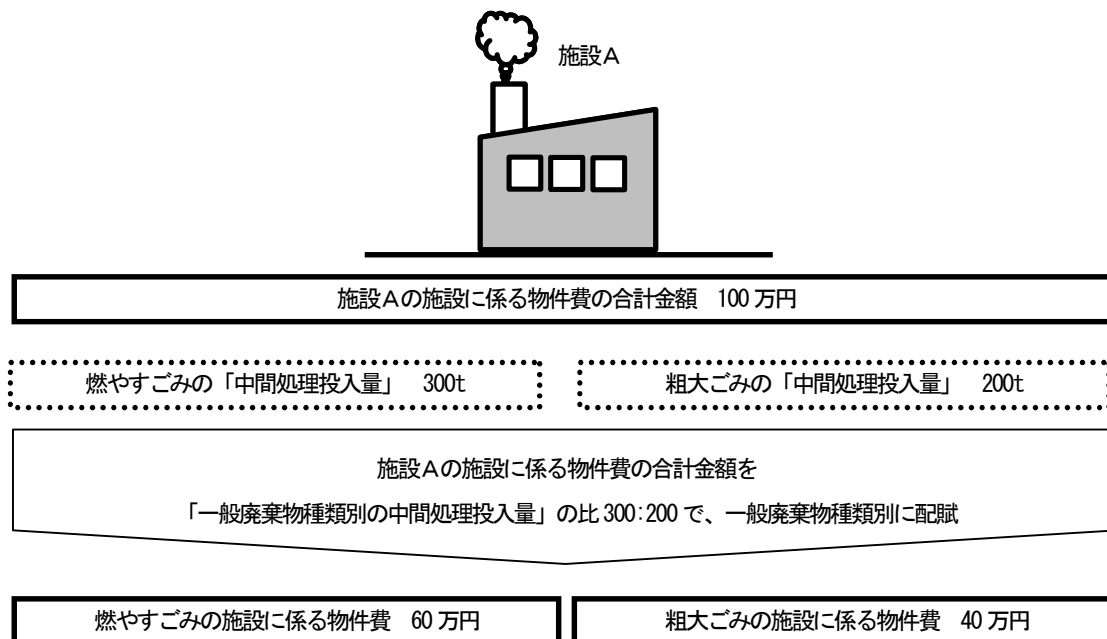 施設A
施設Aの施設に係る物件費の合計金額 100万円
燃やすごみの「中間処理投入量」 300t
粗大ごみの「中間処理投入量」 200t
施設Aの施設に係る物件費の合計金額を
「一般廃棄物種類別の中間処理投入量」の比300:200で、一般廃棄物種類別に配賦
燃やすごみの施設に係る物件費 60万円
粗大ごみの施設に係る物件費 40万円